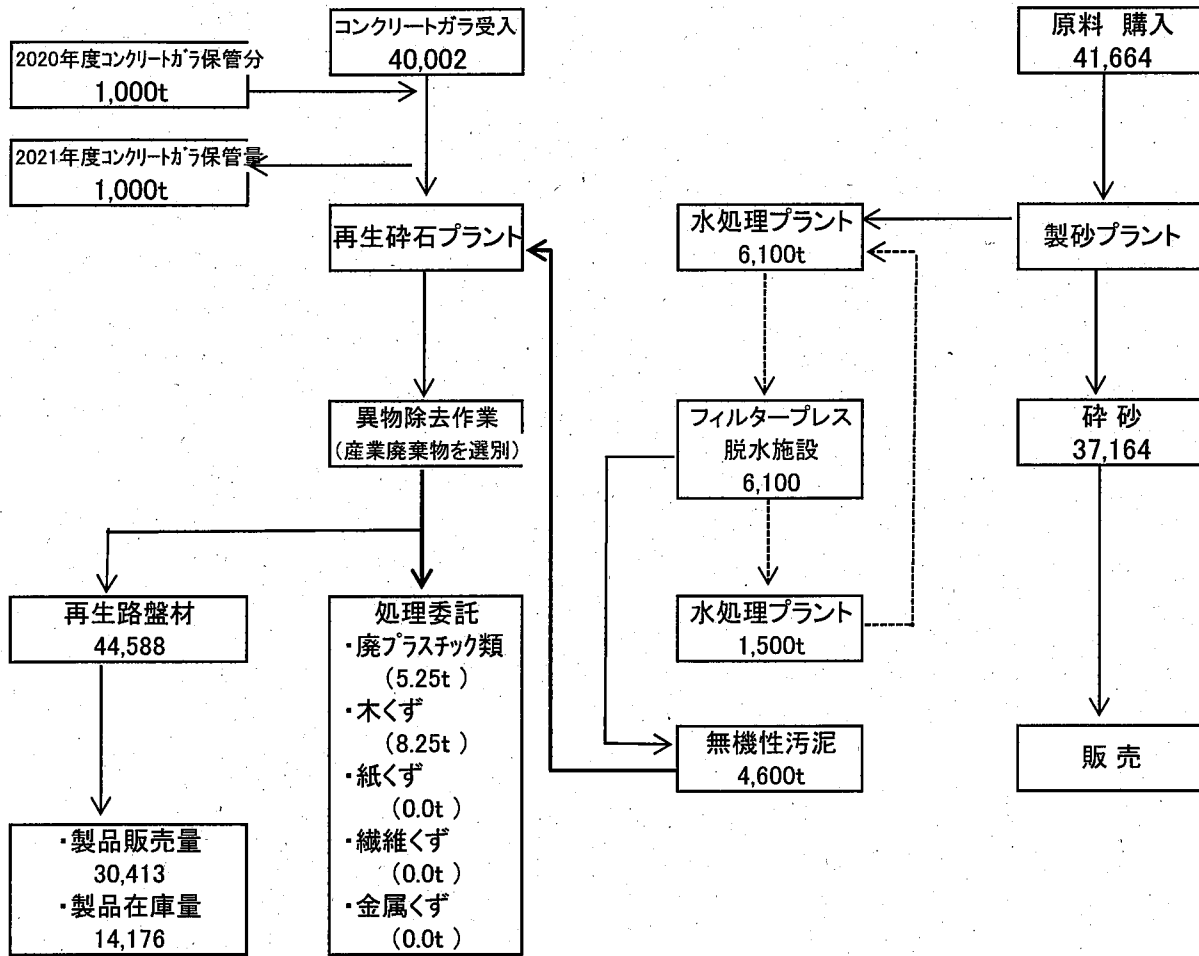 コンクリートガラ受入
40,002
2020年度コンクリートガラ保管分
1,000t
2021年度コンクリートガラ保管量
1,000t
再生砕石プラント
異物除去作業
(産業廃棄物を選別)
再生路盤材
44,588
・製品販売量
30,413
・製品在庫量
14,176
処理委託
・廃プラスチック類
(5.25t )
・木くず
(8.25t )
・紙くず
(0.0t )
・繊維くず
(0.0t )
・金属くず
(0.0t )
水処理プラント
6,100t
フィルタープレス
脱水施設
6,100
水処理プラント
1,500t
無機性汚泥
4,600t
原料 購入
41,664
製砂プラント
砕 砂
37,164
販 売